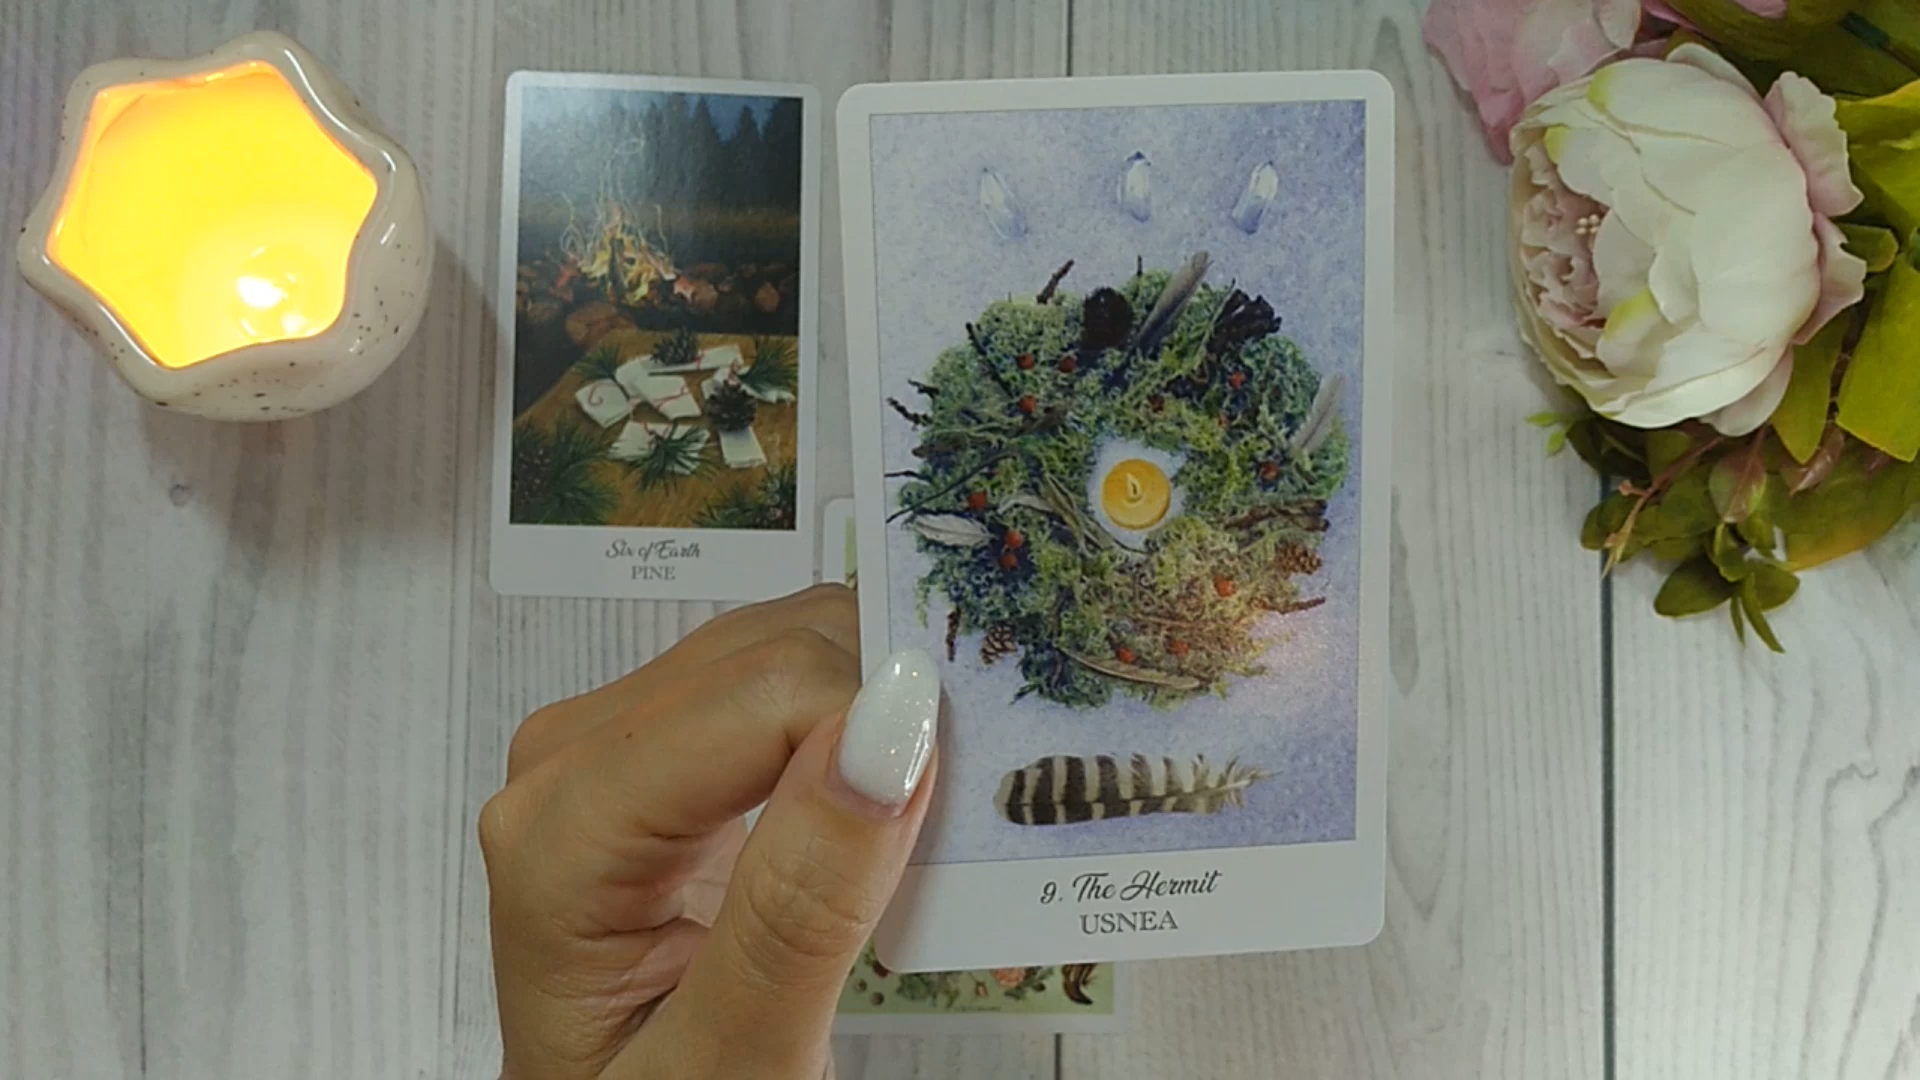 Six of Earth
PINE
9. The Hermit
USNEA